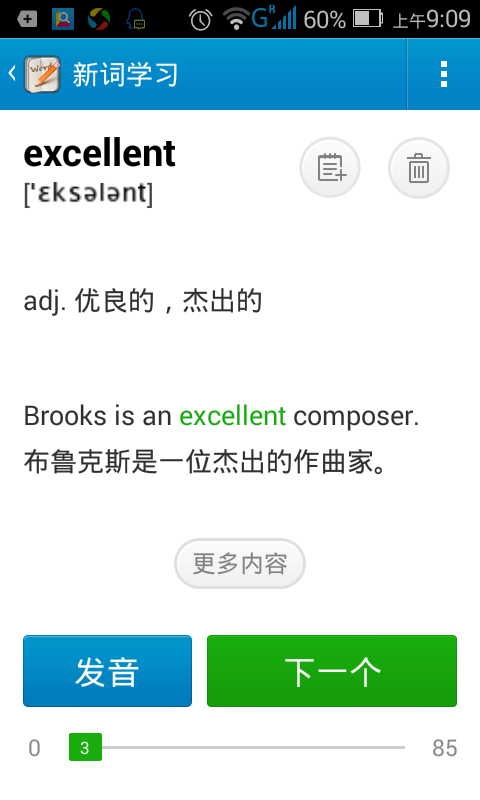 G R 60% 上午9:09
Words 新词学习
excellent
['ɛksələnt]
adj. 优良的，杰出的
Brooks is an excellent composer.
布鲁克斯是一位杰出的作曲家。
更多内容
发音 下一个
0 3 85